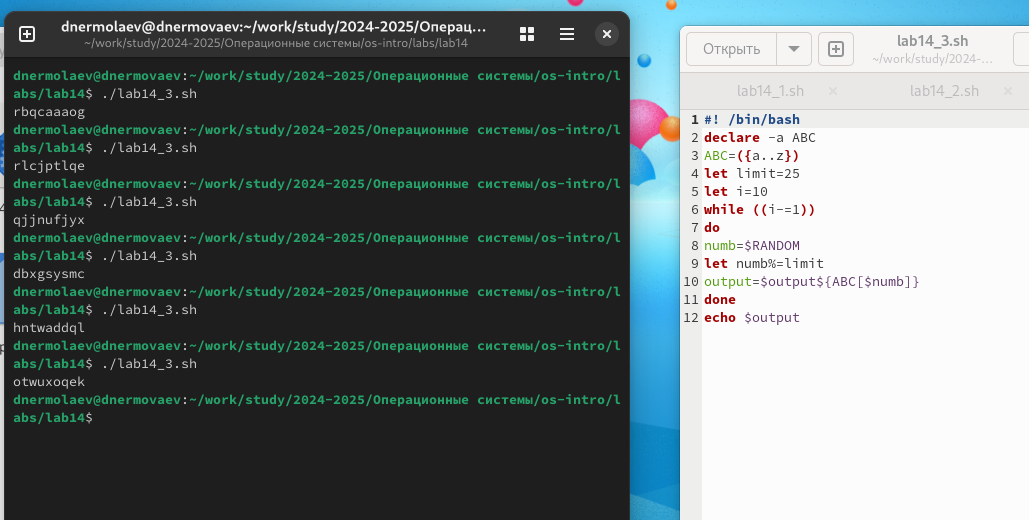 dnermolaev@dnermovaev:~/work/study/2024-2025/Операц...
~/work/study/2024-2025/Операционные системы/os-intro/labs/lab14
dnermolaev@dnermovaev:~/work/study/2024-2025/Операционные системы/os-intro/l
abs/lab14$ ./lab14_3.sh
rbqcaaaog
dnermolaev@dnermovaev:~/work/study/2024-2025/Операционные системы/os-intro/l
abs/lab14$ ./lab14_3.sh
rlcjptlqe
dnermolaev@dnermovaev:~/work/study/2024-2025/Операционные системы/os-intro/l
abs/lab14$ ./lab14_3.sh
qjjnufjyx
dnermolaev@dnermovaev:~/work/study/2024-2025/Операционные системы/os-intro/l
abs/lab14$ ./lab14_3.sh
dbxgsysmc
dnermolaev@dnermovaev:~/work/study/2024-2025/Операционные системы/os-intro/l
abs/lab14$ ./lab14_3.sh
hntwaddql
dnermolaev@dnermovaev:~/work/study/2024-2025/Операционные системы/os-intro/l
abs/lab14$ ./lab14_3.sh
otwuxoqek
dnermolaev@dnermovaev:~/work/study/2024-2025/Операционные системы/os-intro/l
abs/lab14$
Открыть
lab14_3.sh
~/work/study/2024-...
lab14_1.sh
lab14_2.sh
1 #! /bin/bash
2 declare -a ABC
3 ABC=({a..z})
4 let limit=25
5 let i=10
6 while ((i-=1))
7 do
8 numb=$RANDOM
9 let numb%=limit
10 output=$output${ABC[$numb]}
11 done
12 echo $output